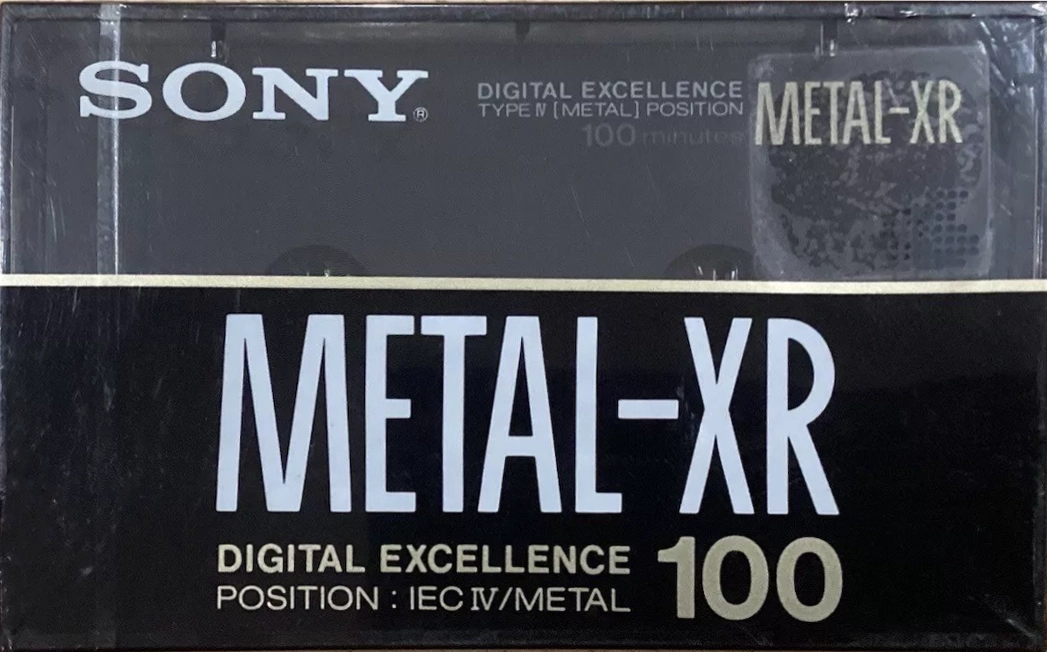 SONY®
DIGITAL EXCELLENCE
TYPE Ⅳ [METAL] POSITION
100 minutes
METAL-XR
METAL-XR
DIGITAL EXCELLENCE
POSITION : IEC Ⅳ/METAL
100